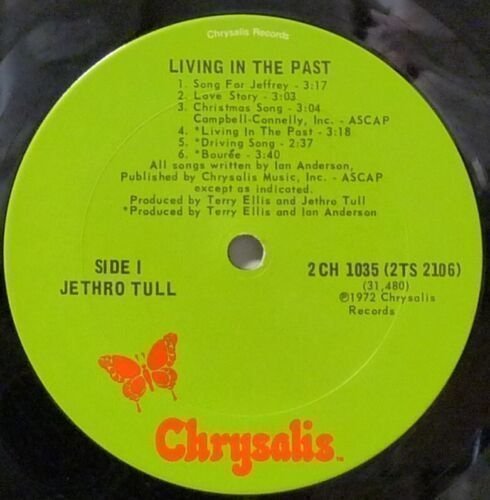 Chrysalis Records
LIVING IN THE PAST
1. Song For Jeffrey - 3:17
2. Love Story - 3:03
3. Christmas Song - 3:04
Campbell-Connelly, Inc. - ASCAP
4. *Living In The Past - 3:18
5. *Driving Song - 2:37
6. *Bourée - 3:40
All songs written by Ian Anderson,
Published by Chrysalis Music, Inc. - ASCAP
except as indicated.
Produced by Terry Ellis and Jethro Tull
*Produced by Terry Ellis and Ian Anderson
SIDE I
JETHRO TULL
2 CH 1035 (2TS 2106)
(31,480)
℗1972 Chrysalis
Records
Chrysalis™